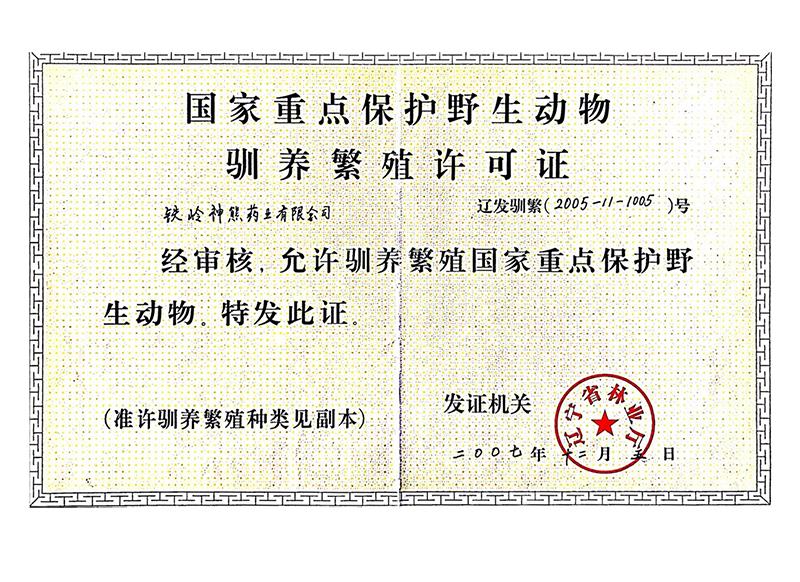 国家重点保护野生动物
驯养繁殖许可证
铁岭神熊药业有限公司
辽发驯繁(2005-11-1005)号
经审核，允许驯养繁殖国家重点保护野
生动物。特发此证。
(准许驯养繁殖种类见副本)
发证机关
辽宁省林业厅
二00七年十二月五日